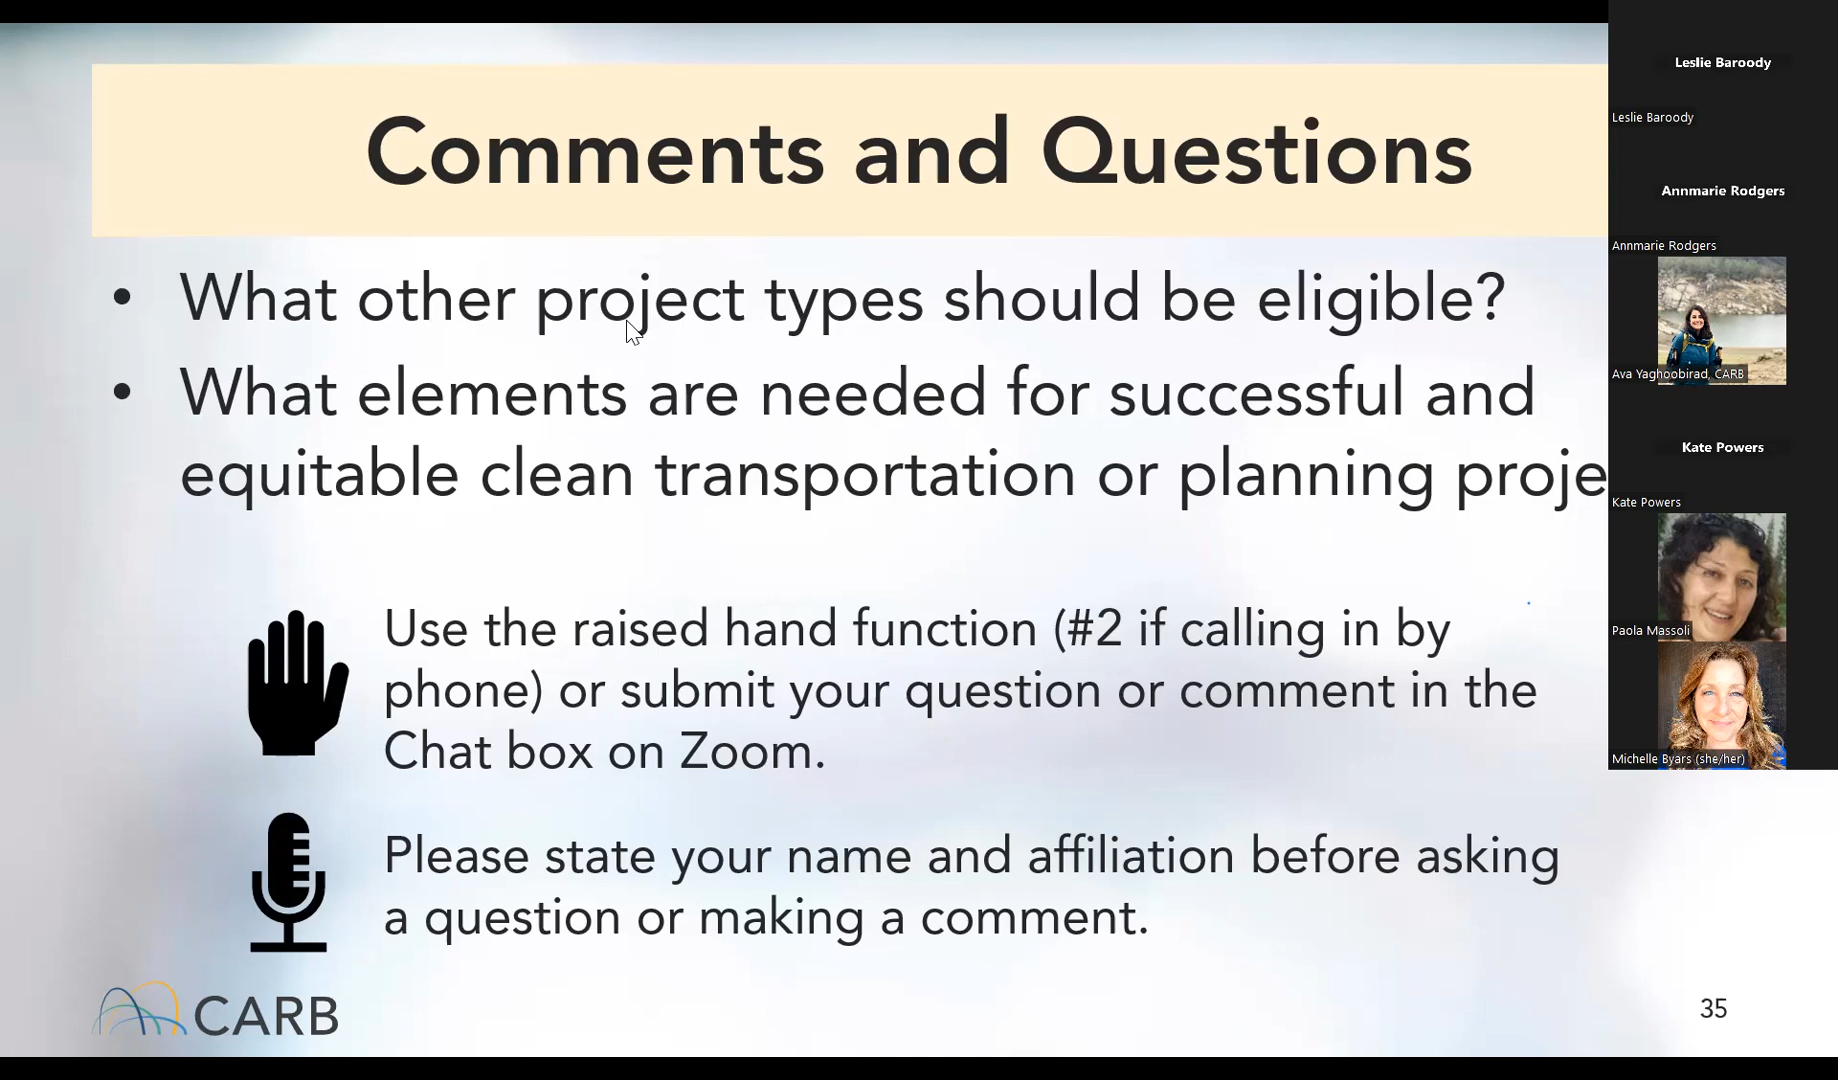 Comments and Questions
• What other project types should be eligible?
• What elements are needed for successful and
equitable clean transportation or planning proje
Use the raised hand function (#2 if calling in by
phone) or submit your question or comment in the
Chat box on Zoom.
Please state your name and affiliation before asking
a question or making a comment.
CARB
35
Leslie Baroody
Leslie Baroody
Annmarie Rodgers
Annmarie Rodgers
Ava Yaghoobirad, CARB
Kate Powers
Kate Powers
Paola Massoli
Michelle Byars (she/her)